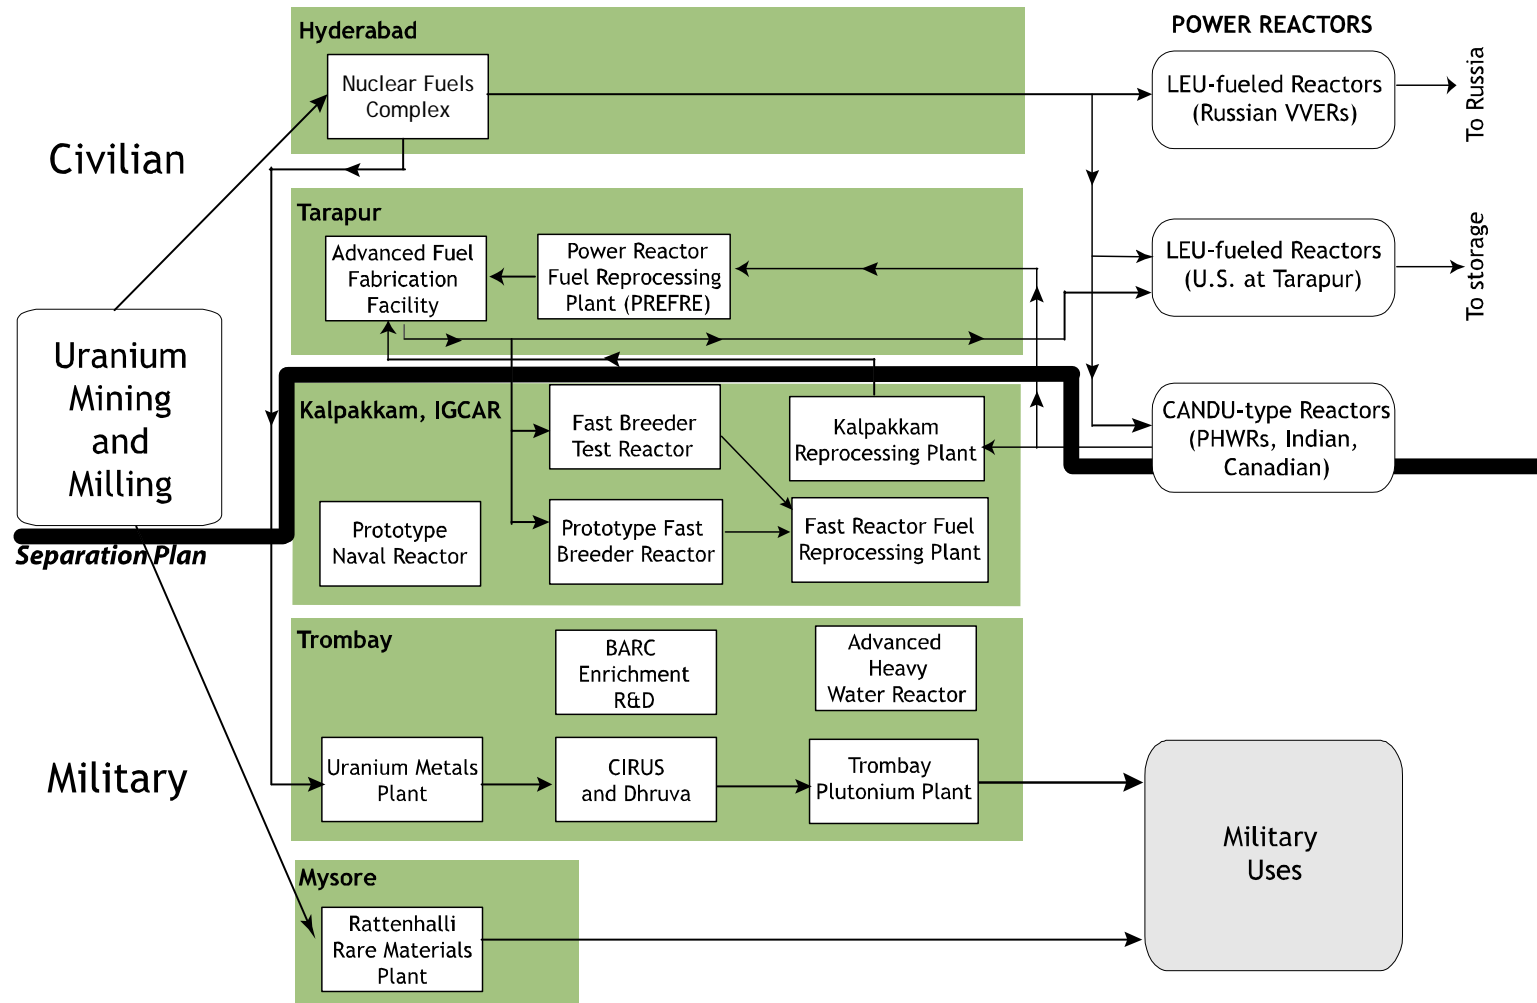 Hyderabad
Nuclear Fuels
Complex
POWER REACTORS
LEU-fueled Reactors
(Russian VVERs)
To Russia
Civilian
Tarapur
Advanced Fuel
Fabrication
Facility
Power Reactor
Fuel Reprocessing
Plant (PREFRE)
LEU-fueled Reactors
(U.S. at Tarapur)
To storage
Uranium
Mining
and
Milling
Separation Plan
Kalpakkam, IGCAR
Fast Breeder
Test Reactor
Kalpakkam
Reprocessing Plant
CANDU-type Reactors
(PHWRs, Indian,
Canadian)
Prototype
Naval Reactor
Prototype Fast
Breeder Reactor
Fast Reactor Fuel
Reprocessing Plant
Trombay
BARC
Enrichment
R&D
Advanced
Heavy
Water Reactor
Military
Uranium Metals
Plant
CIRUS
and Dhruva
Trombay
Plutonium Plant
Military
Uses
Mysore
Rattenhalli
Rare Materials
Plant